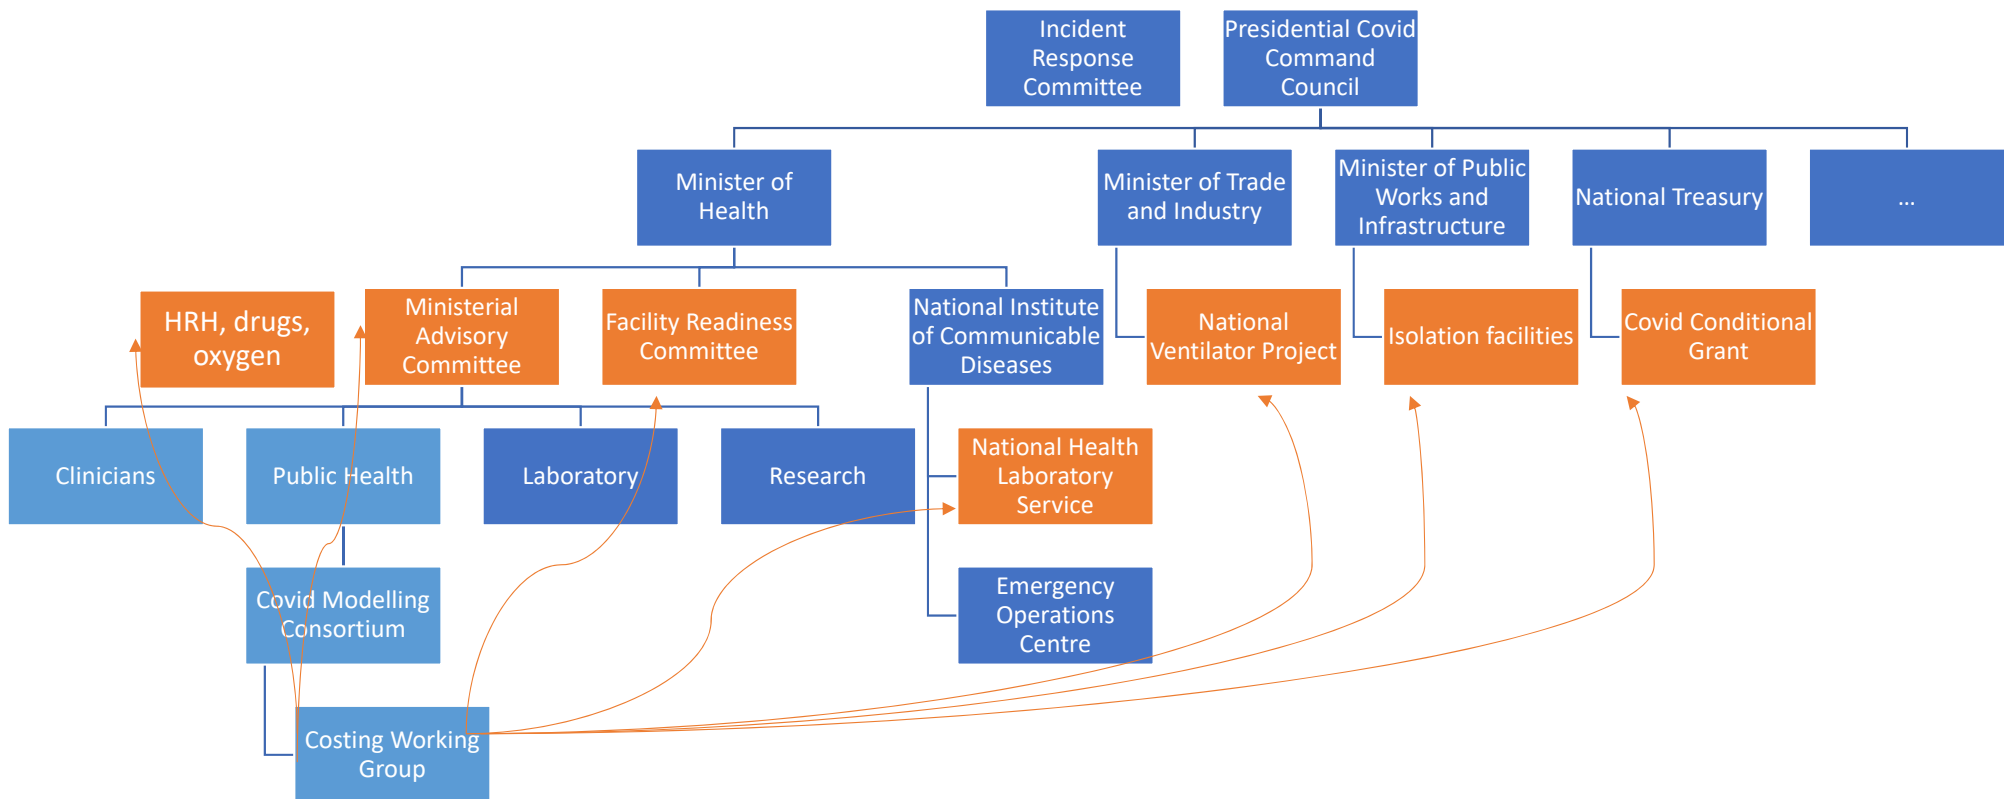 Incident
Response
Committee
Presidential Covid
Command
Council
Minister of
Health
Minister of Trade
and Industry
Minister of Public
Works and
Infrastructure
National Treasury
...
HRH, drugs,
oxygen
Ministerial
Advisory
Committee
Facility Readiness
Committee
National Institute
of Communicable
Diseases
National
Ventilator Project
Isolation facilities
Covid Conditional
Grant
Clinicians
Public Health
Laboratory
Research
National Health
Laboratory
Service
Covid Modelling
Consortium
Emergency
Operations
Centre
Costing Working
Group